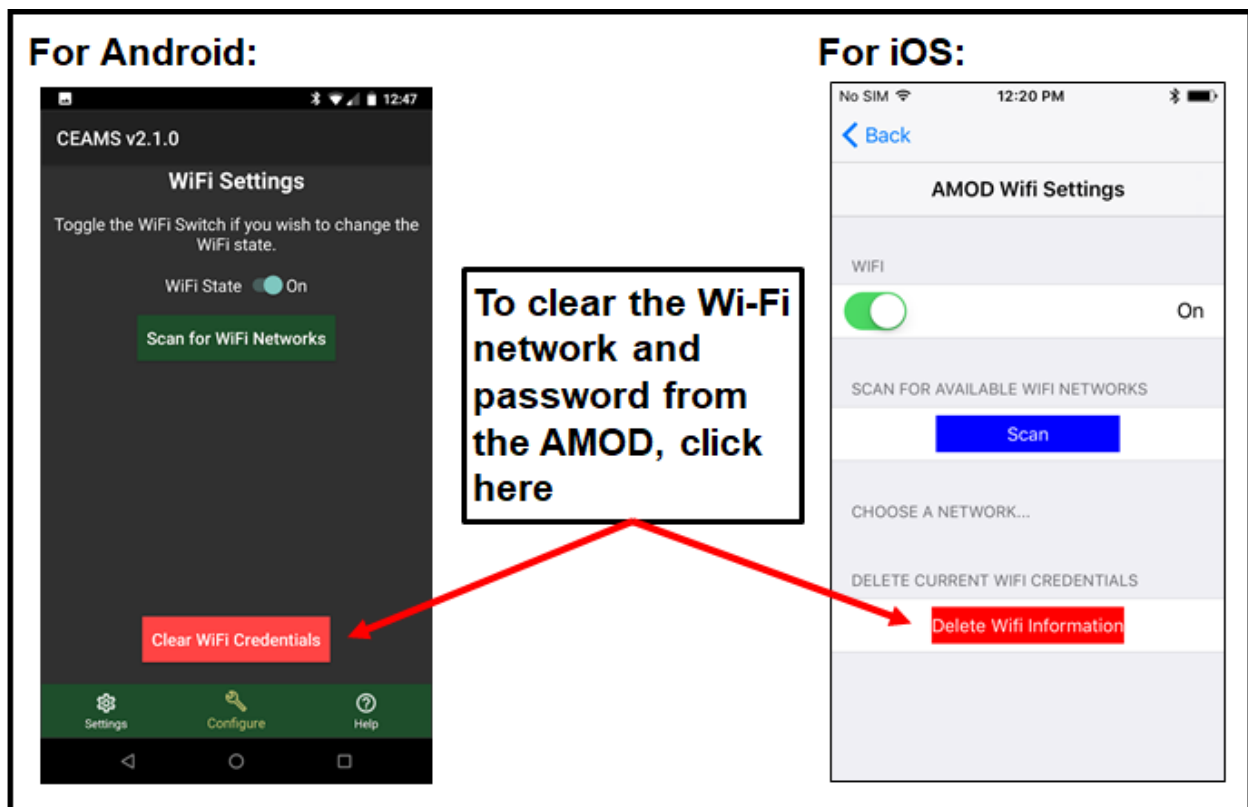 For Android:
12:47
CEAMS v2.1.0
WiFi Settings
Toggle the WiFi Switch if you wish to change the
WiFi state.
WiFi State On
Scan for WiFi Networks
Clear WiFi Credentials
Settings Configure Help
To clear the Wi-Fi
network and
password from
the AMOD, click
here
For iOS:
No SIM 12:20 PM
Back
AMOD Wifi Settings
WIFI
On
SCAN FOR AVAILABLE WIFI NETWORKS
Scan
CHOOSE A NETWORK...
DELETE CURRENT WIFI CREDENTIALS
Delete Wifi Information